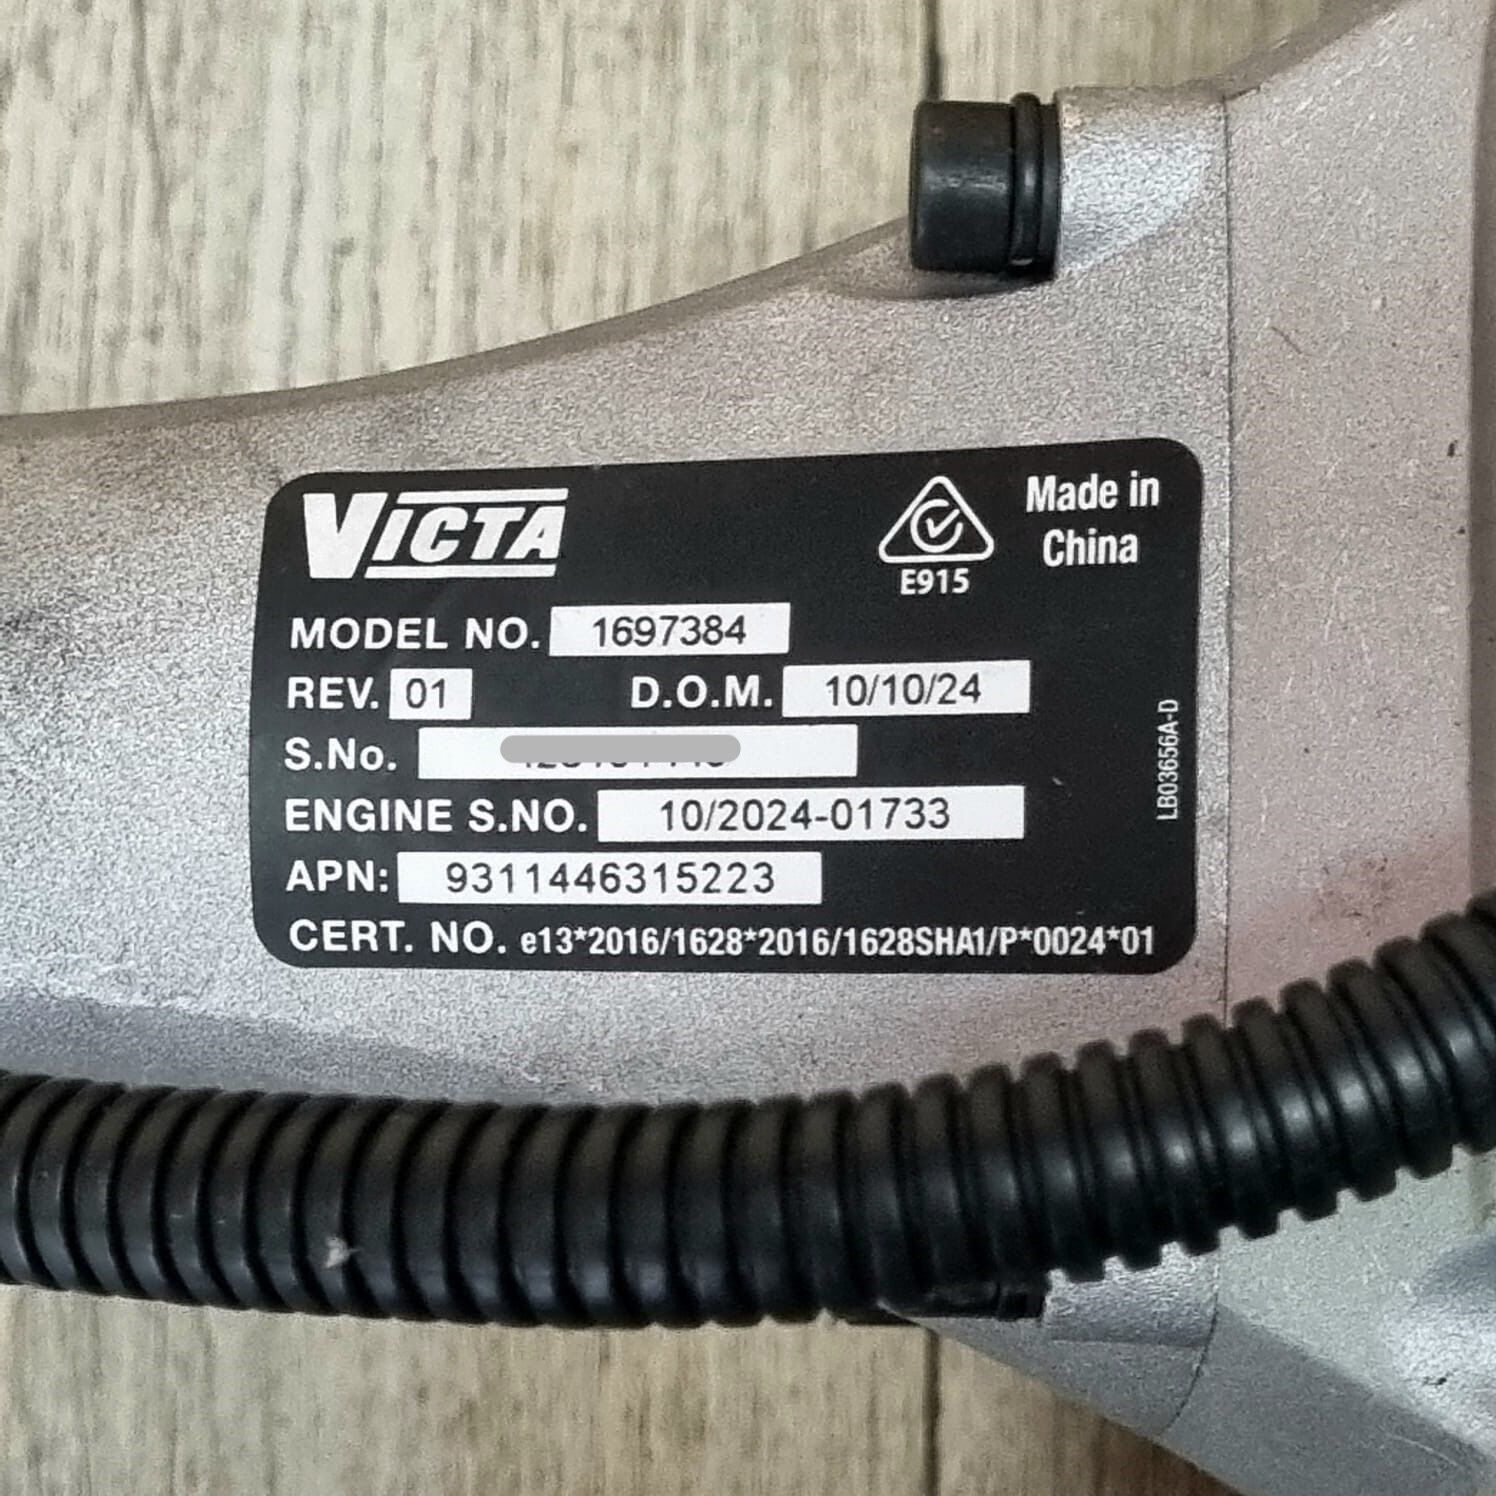 VICTA
E915
Made in
China
MODEL NO. 1697384
REV. 01 D.O.M. 10/10/24
S.No.
ENGINE S.NO. 10/2024-01733
APN: 9311446315223
CERT. NO. e13*2016/1628*2016/1628SHA1/P*0024*01
LB03656A-D